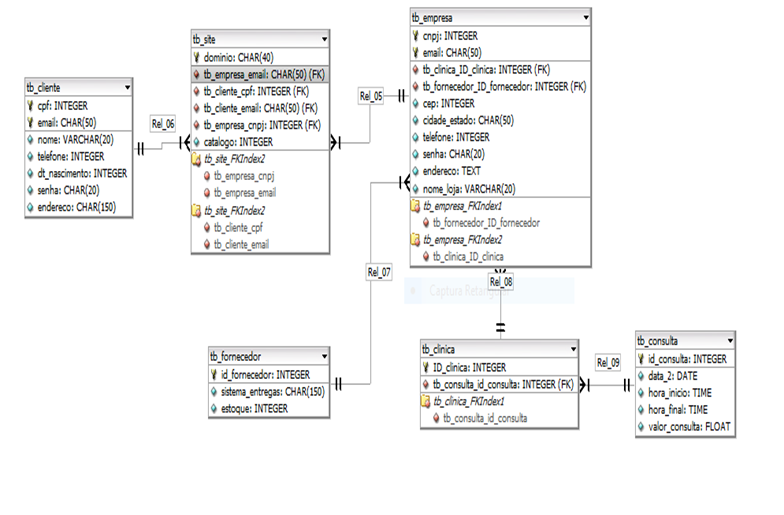 tb_cliente
cpf: INTEGER
email: CHAR(50)
nome: VARCHAR(20)
telefone: INTEGER
dt_nascimento: INTEGER
senha: CHAR(20)
endereco: CHAR(150)
Rel_06
tb_site
dominio: CHAR(40)
tb_empresa_email: CHAR(50) (FK)
tb_cliente_cpf: INTEGER (FK)
tb_cliente_email: CHAR(50) (FK)
tb_empresa_cnpj: INTEGER (FK)
catalogo: INTEGER
tb_site_FKIndex2
tb_empresa_cnpj
tb_empresa_email
tb_site_FKIndex2
tb_cliente_cpf
tb_cliente_email
Rel_05
tb_empresa
cnpj: INTEGER
email: CHAR(50)
tb_clinica_ID_clinica: INTEGER (FK)
tb_fornecedor_ID_fornecedor: INTEGER (FK)
cep: INTEGER
cidade_estado: CHAR(50)
telefone: INTEGER
senha: CHAR(20)
endereco: TEXT
nome_loja: VARCHAR(20)
tb_empresa_FKIndex1
tb_fornecedor_ID_fornecedor
tb_empresa_FKIndex2
tb_clinica_ID_clinica
Rel_07
Rel_08
Captura Retangular
tb_fornecedor
id_fornecedor: INTEGER
sistema_entregas: CHAR(150)
estoque: INTEGER
tb_clinica
ID_clinica: INTEGER
tb_consulta_id_consulta: INTEGER (FK)
tb_clinica_FKIndex1
tb_consulta_id_consulta
Rel_09
tb_consulta
id_consulta: INTEGER
data_2: DATE
hora_inicio: TIME
hora_final: TIME
valor_consulta: FLOAT